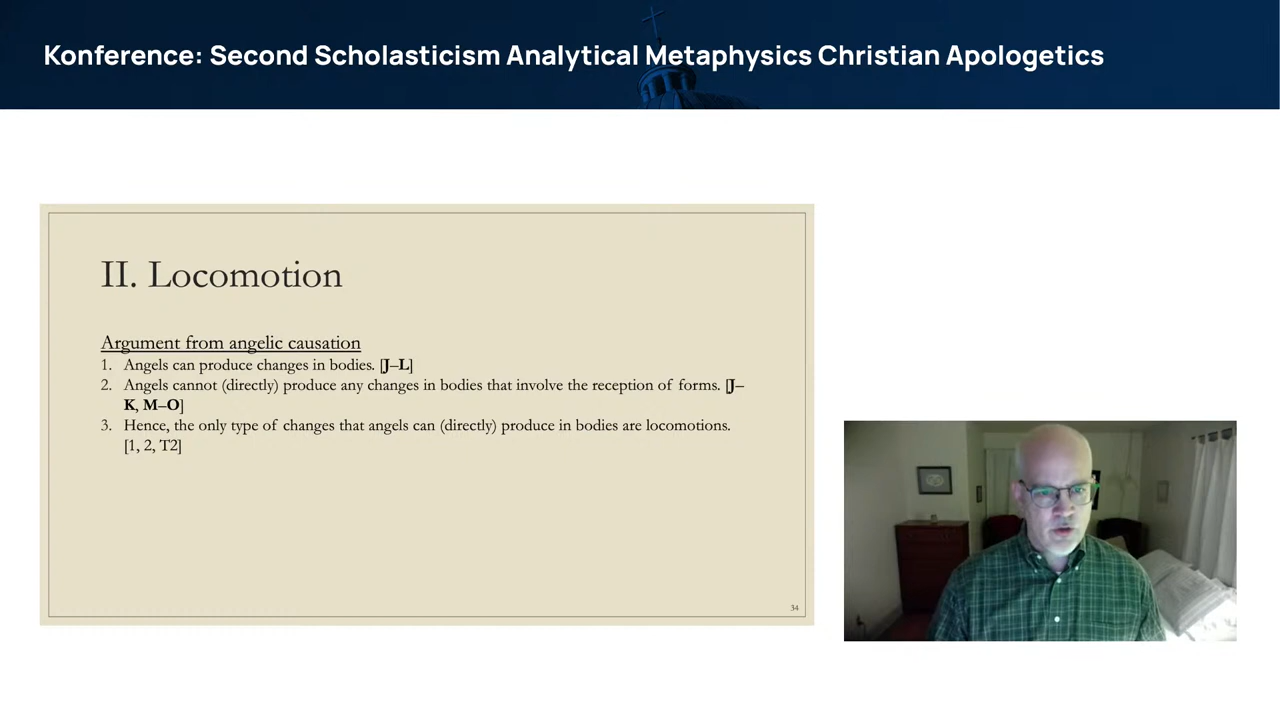 Konference: Second Scholasticism Analytical Metaphysics Christian Apologetics
II. Locomotion
Argument from angelic causation
1. Angels can produce changes in bodies. [J–L]
2. Angels cannot (directly) produce any changes in bodies that involve the reception of forms. [J–
K, M–O]
3. Hence, the only type of changes that angels can (directly) produce in bodies are locomotions.
[1, 2, T2]
34